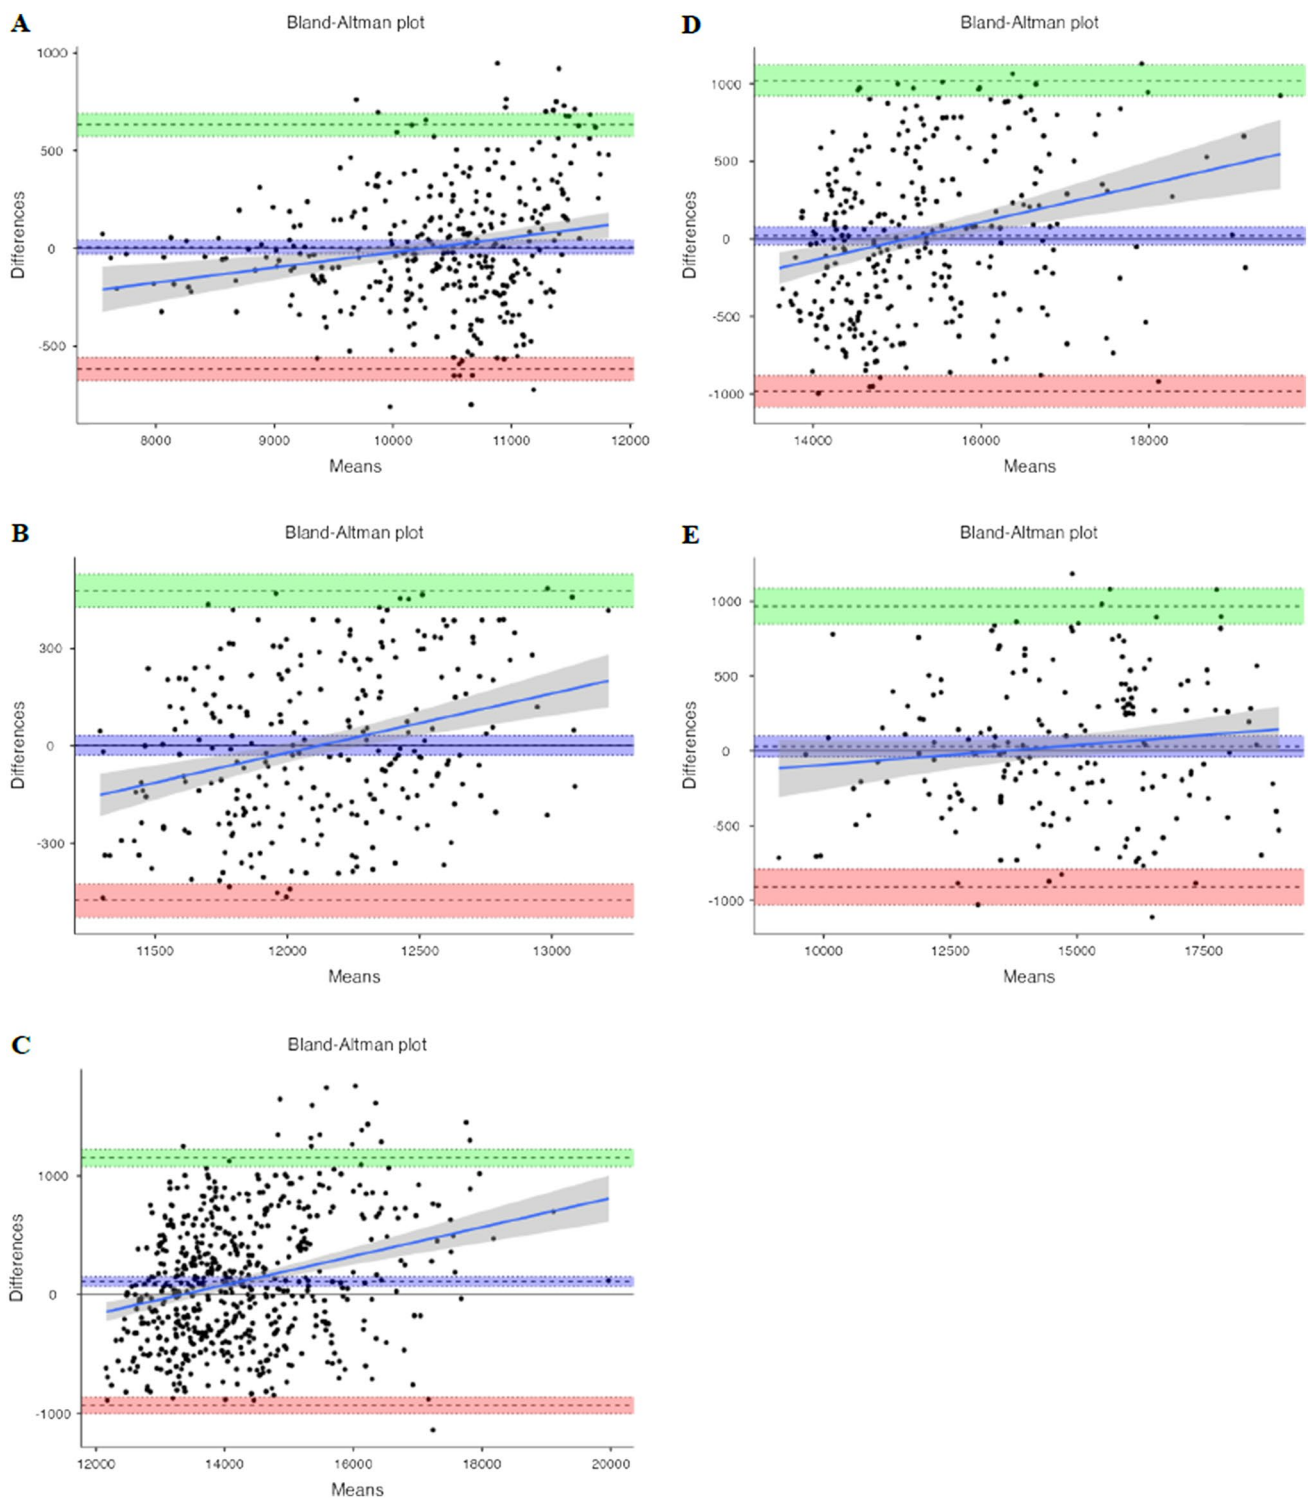 A
Bland-Altman plot
1000
500
0
-500
Differences
8000 9000 10000 11000 12000
Means
D
Bland-Altman plot
1000
500
0
-500
-1000
Differences
14000 16000 18000
Means
B
Bland-Altman plot
300
0
-300
Differences
11500 12000 12500 13000
Means
E
Bland-Altman plot
1000
500
0
-500
-1000
Differences
10000 12500 15000 17500
Means
C
Bland-Altman plot
1000
0
-1000
Differences
12000 14000 16000 18000 20000
Means